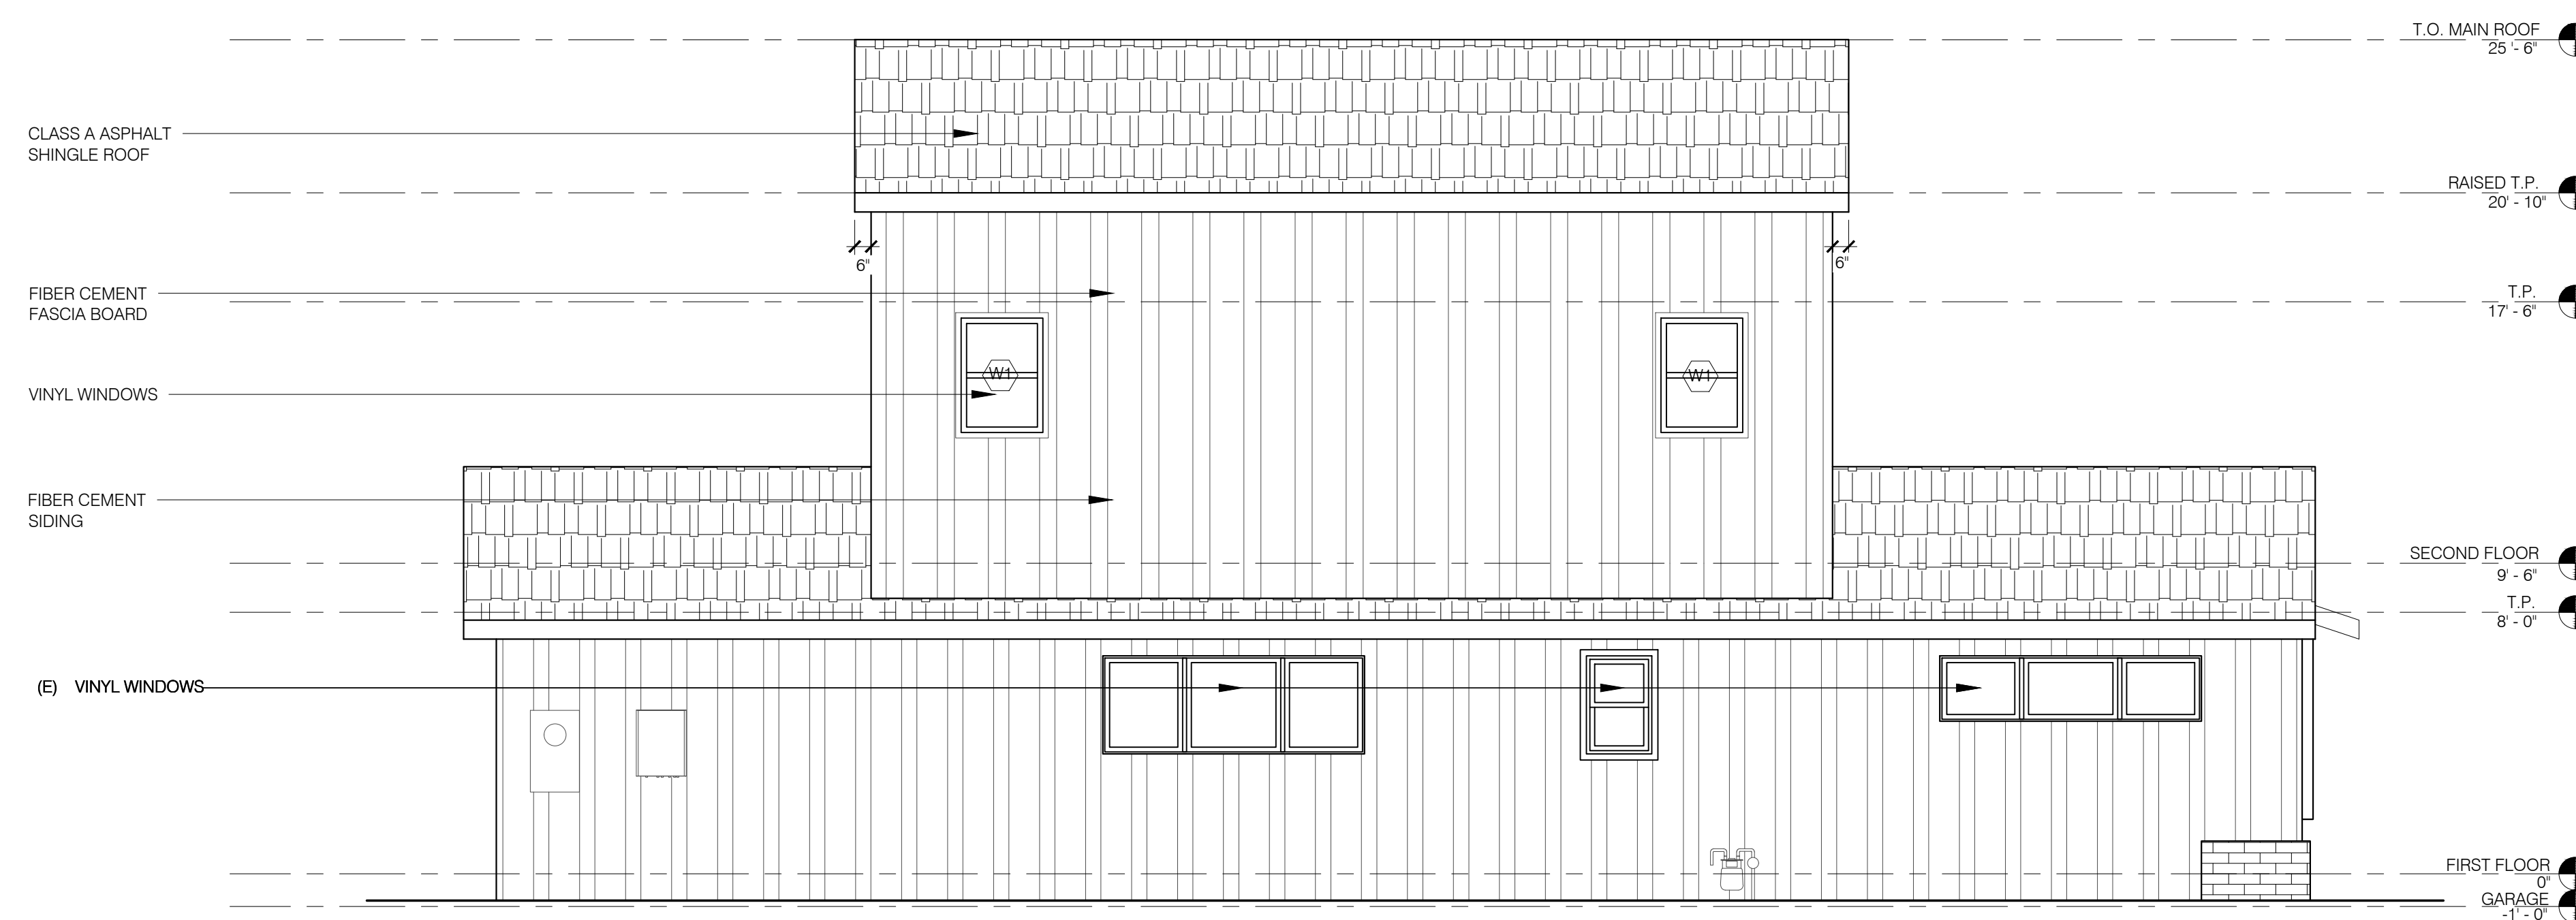 T.O. MAIN ROOF
25 '- 6"
CLASS A ASPHALT
SHINGLE ROOF
RAISED T.P.
20' - 10"
6"
6"
FIBER CEMENT
FASCIA BOARD
T.P.
17' - 6"
W1
W1
VINYL WINDOWS
FIBER CEMENT
SIDING
SECOND FLOOR
9' - 6"
T.P.
8' - 0"
(E) VINYL WINDOWS
FIRST FLOOR
0"
GARAGE
-1' - 0"